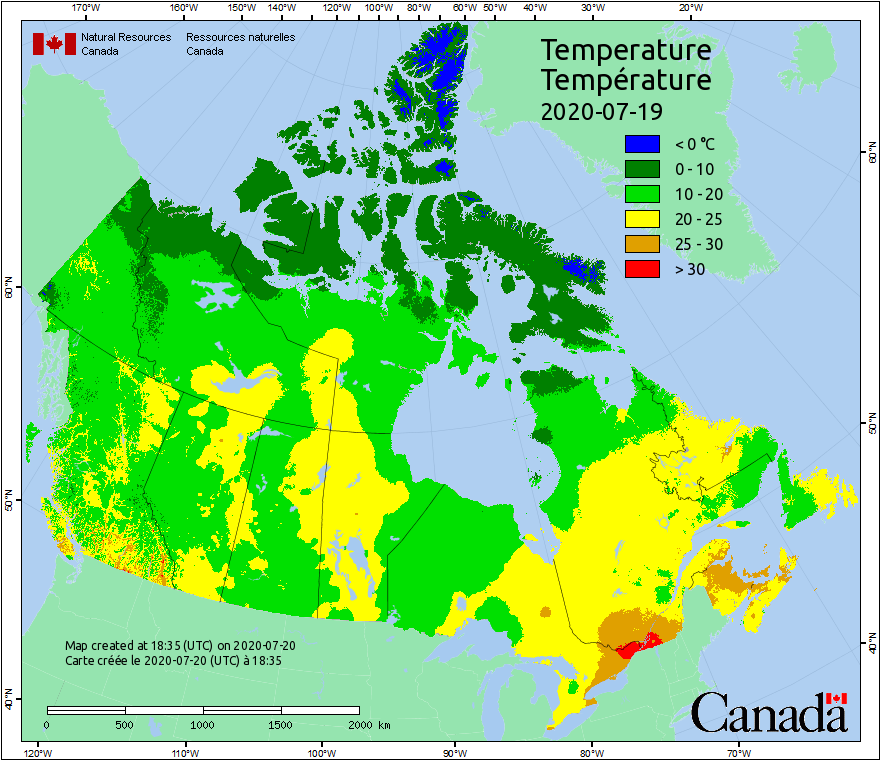 170°W 160°W 150°W 140°W 120°W 100°W 80°W 60°W 50°W 40°W 30°W 20°W
Natural Resources Ressources naturelles
Canada Canada
Temperature
Température
2020-07-19
< 0 °C
0 - 10
10 - 20
20 - 25
25 - 30
> 30
60°N
60°N
50°N
50°N
40°N
40°N
Map created at 18:35 (UTC) on 2020-07-20
Carte créée le 2020-07-20 (UTC) à 18:35
0 500 1000 1500 2000 km
Canada
120°W 110°W 100°W 90°W 80°W 70°W